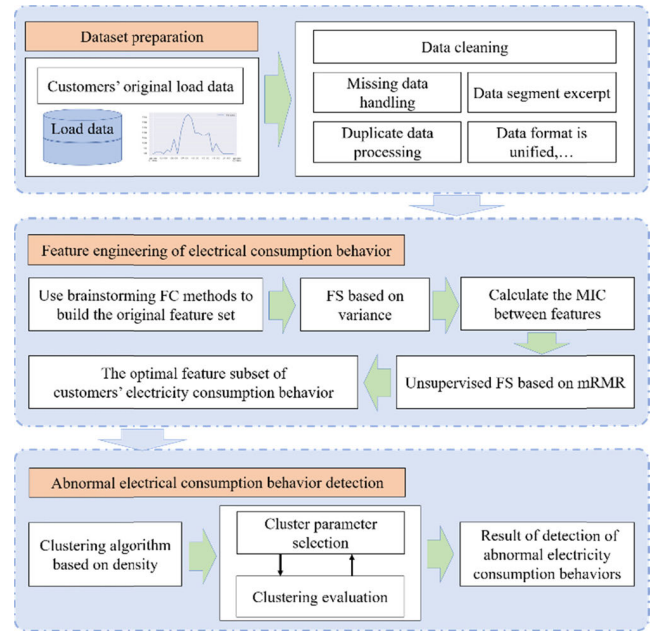 Dataset preparation
Customers' original load data
Load data
Data cleaning
Missing data
handling
Data segment excerpt
Duplicate data
processing
Data format is
unified,...
Feature engineering of electrical consumption behavior
Use brainstorming FC methods to
build the original feature set
FS based on
variance
Calculate the MIC
between features
The optimal feature subset of
customers' electricity consumption
behavior
Unsupervised FS based on mRMR
Abnormal electrical consumption behavior detection
Clustering algorithm
based on density
Cluster parameter
selection
Clustering evaluation
Result of detection of
abnormal electricity
consumption behaviors